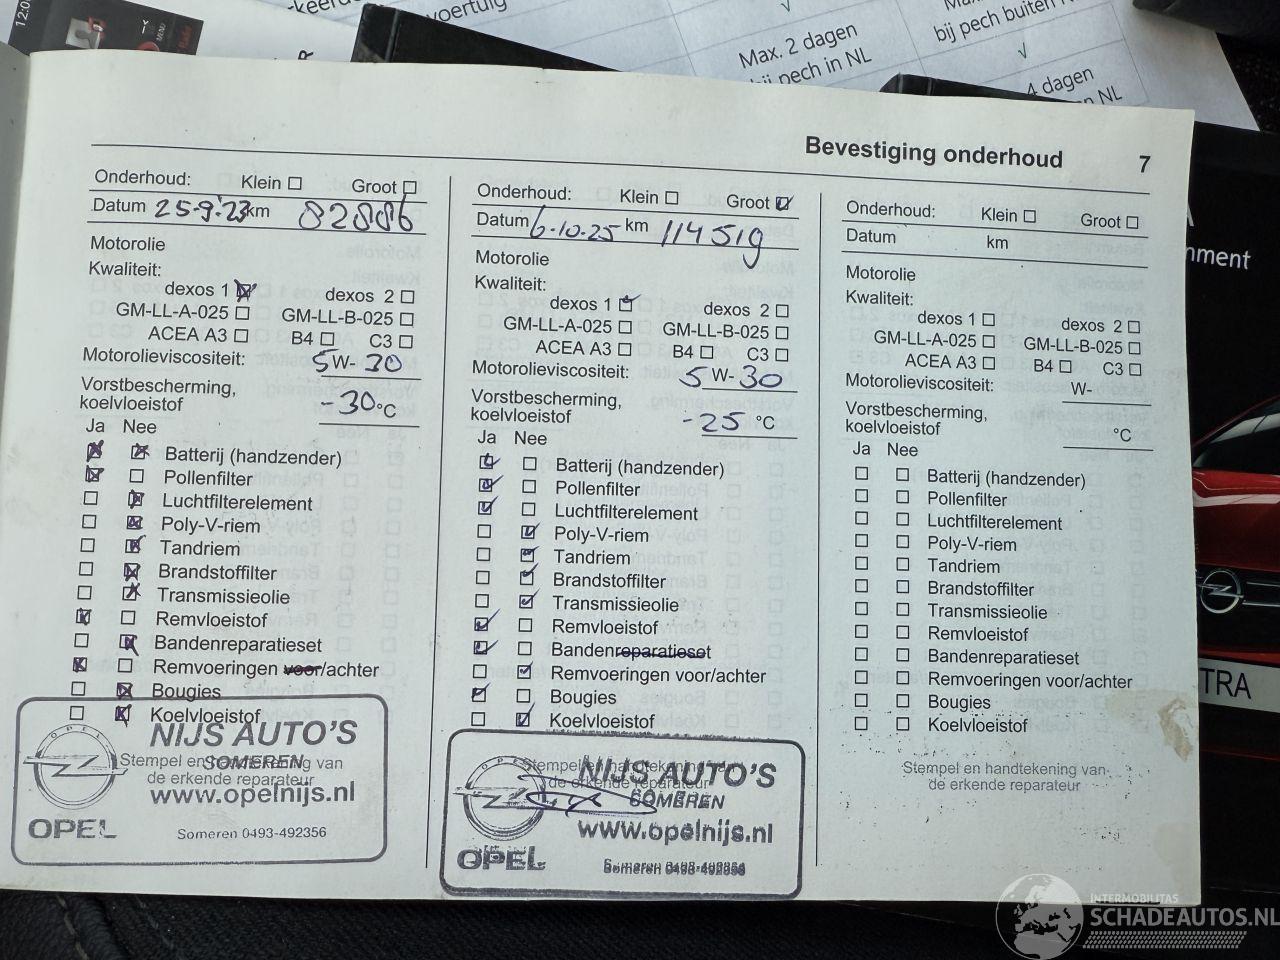 voertuig
Max. 2 dagen
bij pech in NL
bij pech buiten
4 dagen
NL
Bevestiging onderhoud 7
Onderhoud: Klein Groot
Datum 25-9-'23 km 82886
Motorolie
Kwaliteit:
dexos 1 dexos 2
GM-LL-A-025 GM-LL-B-025
ACEA A3 B4 C3
Motorolieviscositeit: 5 W- 30
Vorstbescherming,
koelvloeistof -30 °C
Ja Nee
Batterij (handzender)
Pollenfilter
Luchtfilterelement
Poly-V-riem
Tandriem
Brandstoffilter
Transmissieolie
Remvloeistof
Bandenreparatieset
Remvoeringen voor/achter
Bougies
Koelvloeistof
Stempel en handtekening van
de erkende reparateur
NIJS AUTO'S
SOMEREN
www.opelnijs.nl
OPEL
Someren 0493-492356
Onderhoud: Klein Groot
Datum 6-10-25 km 114519
Motorolie
Kwaliteit:
dexos 1 dexos 2
GM-LL-A-025 GM-LL-B-025
ACEA A3 B4 C3
Motorolieviscositeit: 5 W- 30
Vorstbescherming,
koelvloeistof -25 °C
Ja Nee
Batterij (handzender)
Pollenfilter
Luchtfilterelement
Poly-V-riem
Tandriem
Brandstoffilter
Transmissieolie
Remvloeistof
Bandenreparatieset
Remvoeringen voor/achter
Bougies
Koelvloeistof
Stempel en handtekening
de erkende reparateur
NIJS AUTO'S
SOMEREN
www.opelnijs.nl
OPEL
Someren
Onderhoud: Klein Groot
Datum km
Motorolie
Kwaliteit:
dexos 1 dexos 2
GM-LL-A-025 GM-LL-B-025
ACEA A3 B4 C3
Motorolieviscositeit: W-
Vorstbescherming,
koelvloeistof °C
Ja Nee
Batterij (handzender)
Pollenfilter
Luchtfilterelement
Poly-V-riem
Tandriem
Brandstoffilter
Transmissieolie
Remvloeistof
Bandenreparatieset
Remvoeringen voor/achter
Bougies
Koelvloeistof
Stempel en handtekening van
de erkende reparateur
nment
TRA
INTERMOBILITAS
SCHADEAUTOS.NL